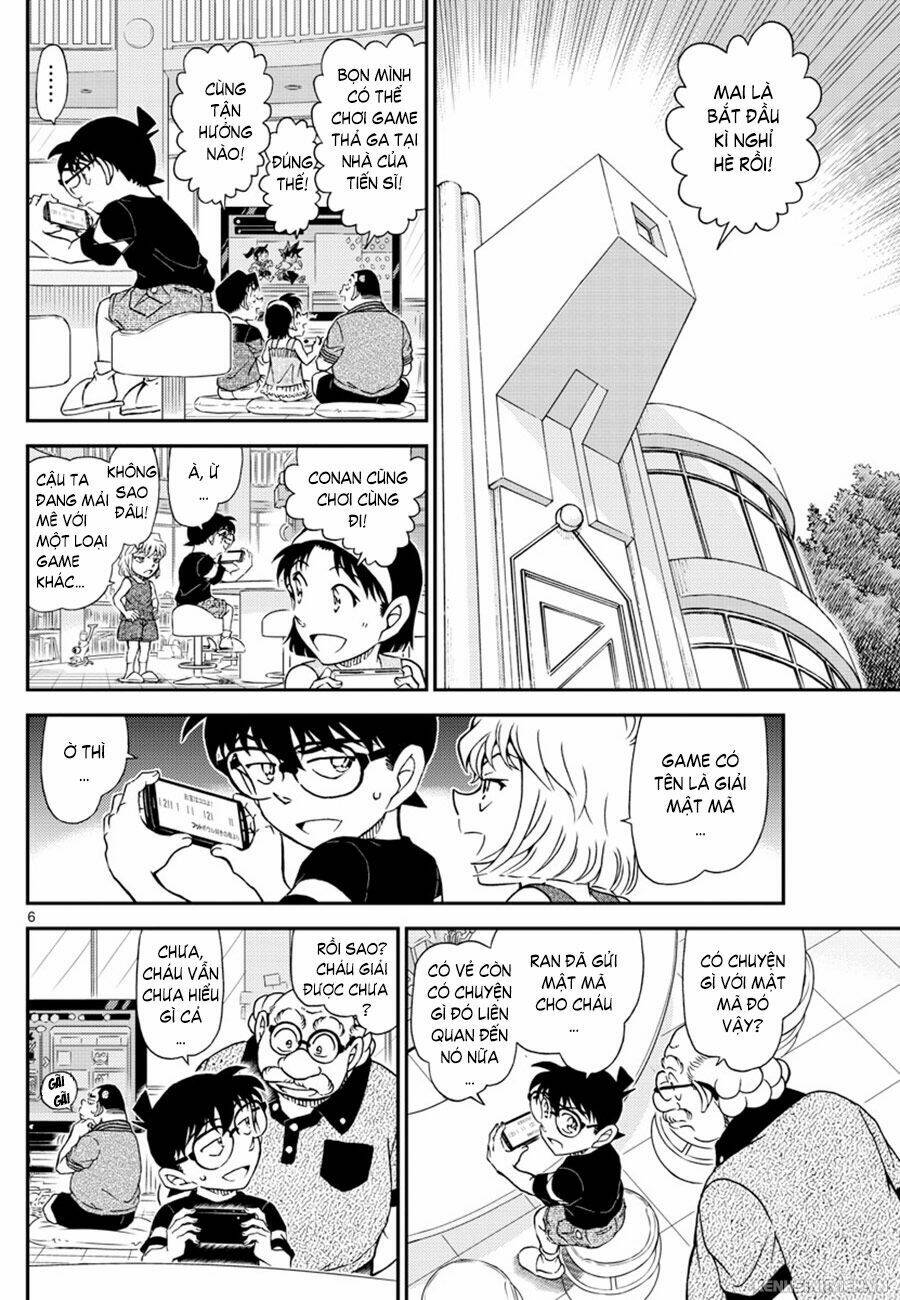 MAI LÀ
BẮT ĐẦU
KÌ NGHỈ
HÈ RỒI!
BỌN MÌNH
CÓ THỂ
CHƠI GAME
THẢ GA TẠI
NHÀ CỦA
TIẾN SĨ!
ĐÚNG
THẾ!
CÙNG
TẬN
HƯỞNG
NÀO!
......
CONAN CŨNG
CHƠI CÙNG
ĐI!
À, Ừ
...
KHÔNG
SAO
ĐÂU!
CẬU TA
ĐANG MẢI
MÊ VỚI
MỘT LOẠI
GAME
KHÁC...
GAME CÓ
TÊN LÀ GIẢI
MẬT MÃ
...
Ờ THÌ
...
6
CÓ CHUYỆN
GÌ VỚI MẬT
MÃ ĐÓ
VẬY?
RAN ĐÃ GỬI
MẬT MÃ
CHO CHÁU
...
CÓ VẺ CÒN
CÓ CHUYỆN
GÌ ĐÓ LIÊN
QUAN ĐẾN
NÓ NỮA
...
RỒI SAO?
CHÁU GIẢI
ĐƯỢC CHƯA
?
CHƯA,
CHÁU VẪN
CHƯA HIỂU
GÌ CẢ
GÃI
GÃI